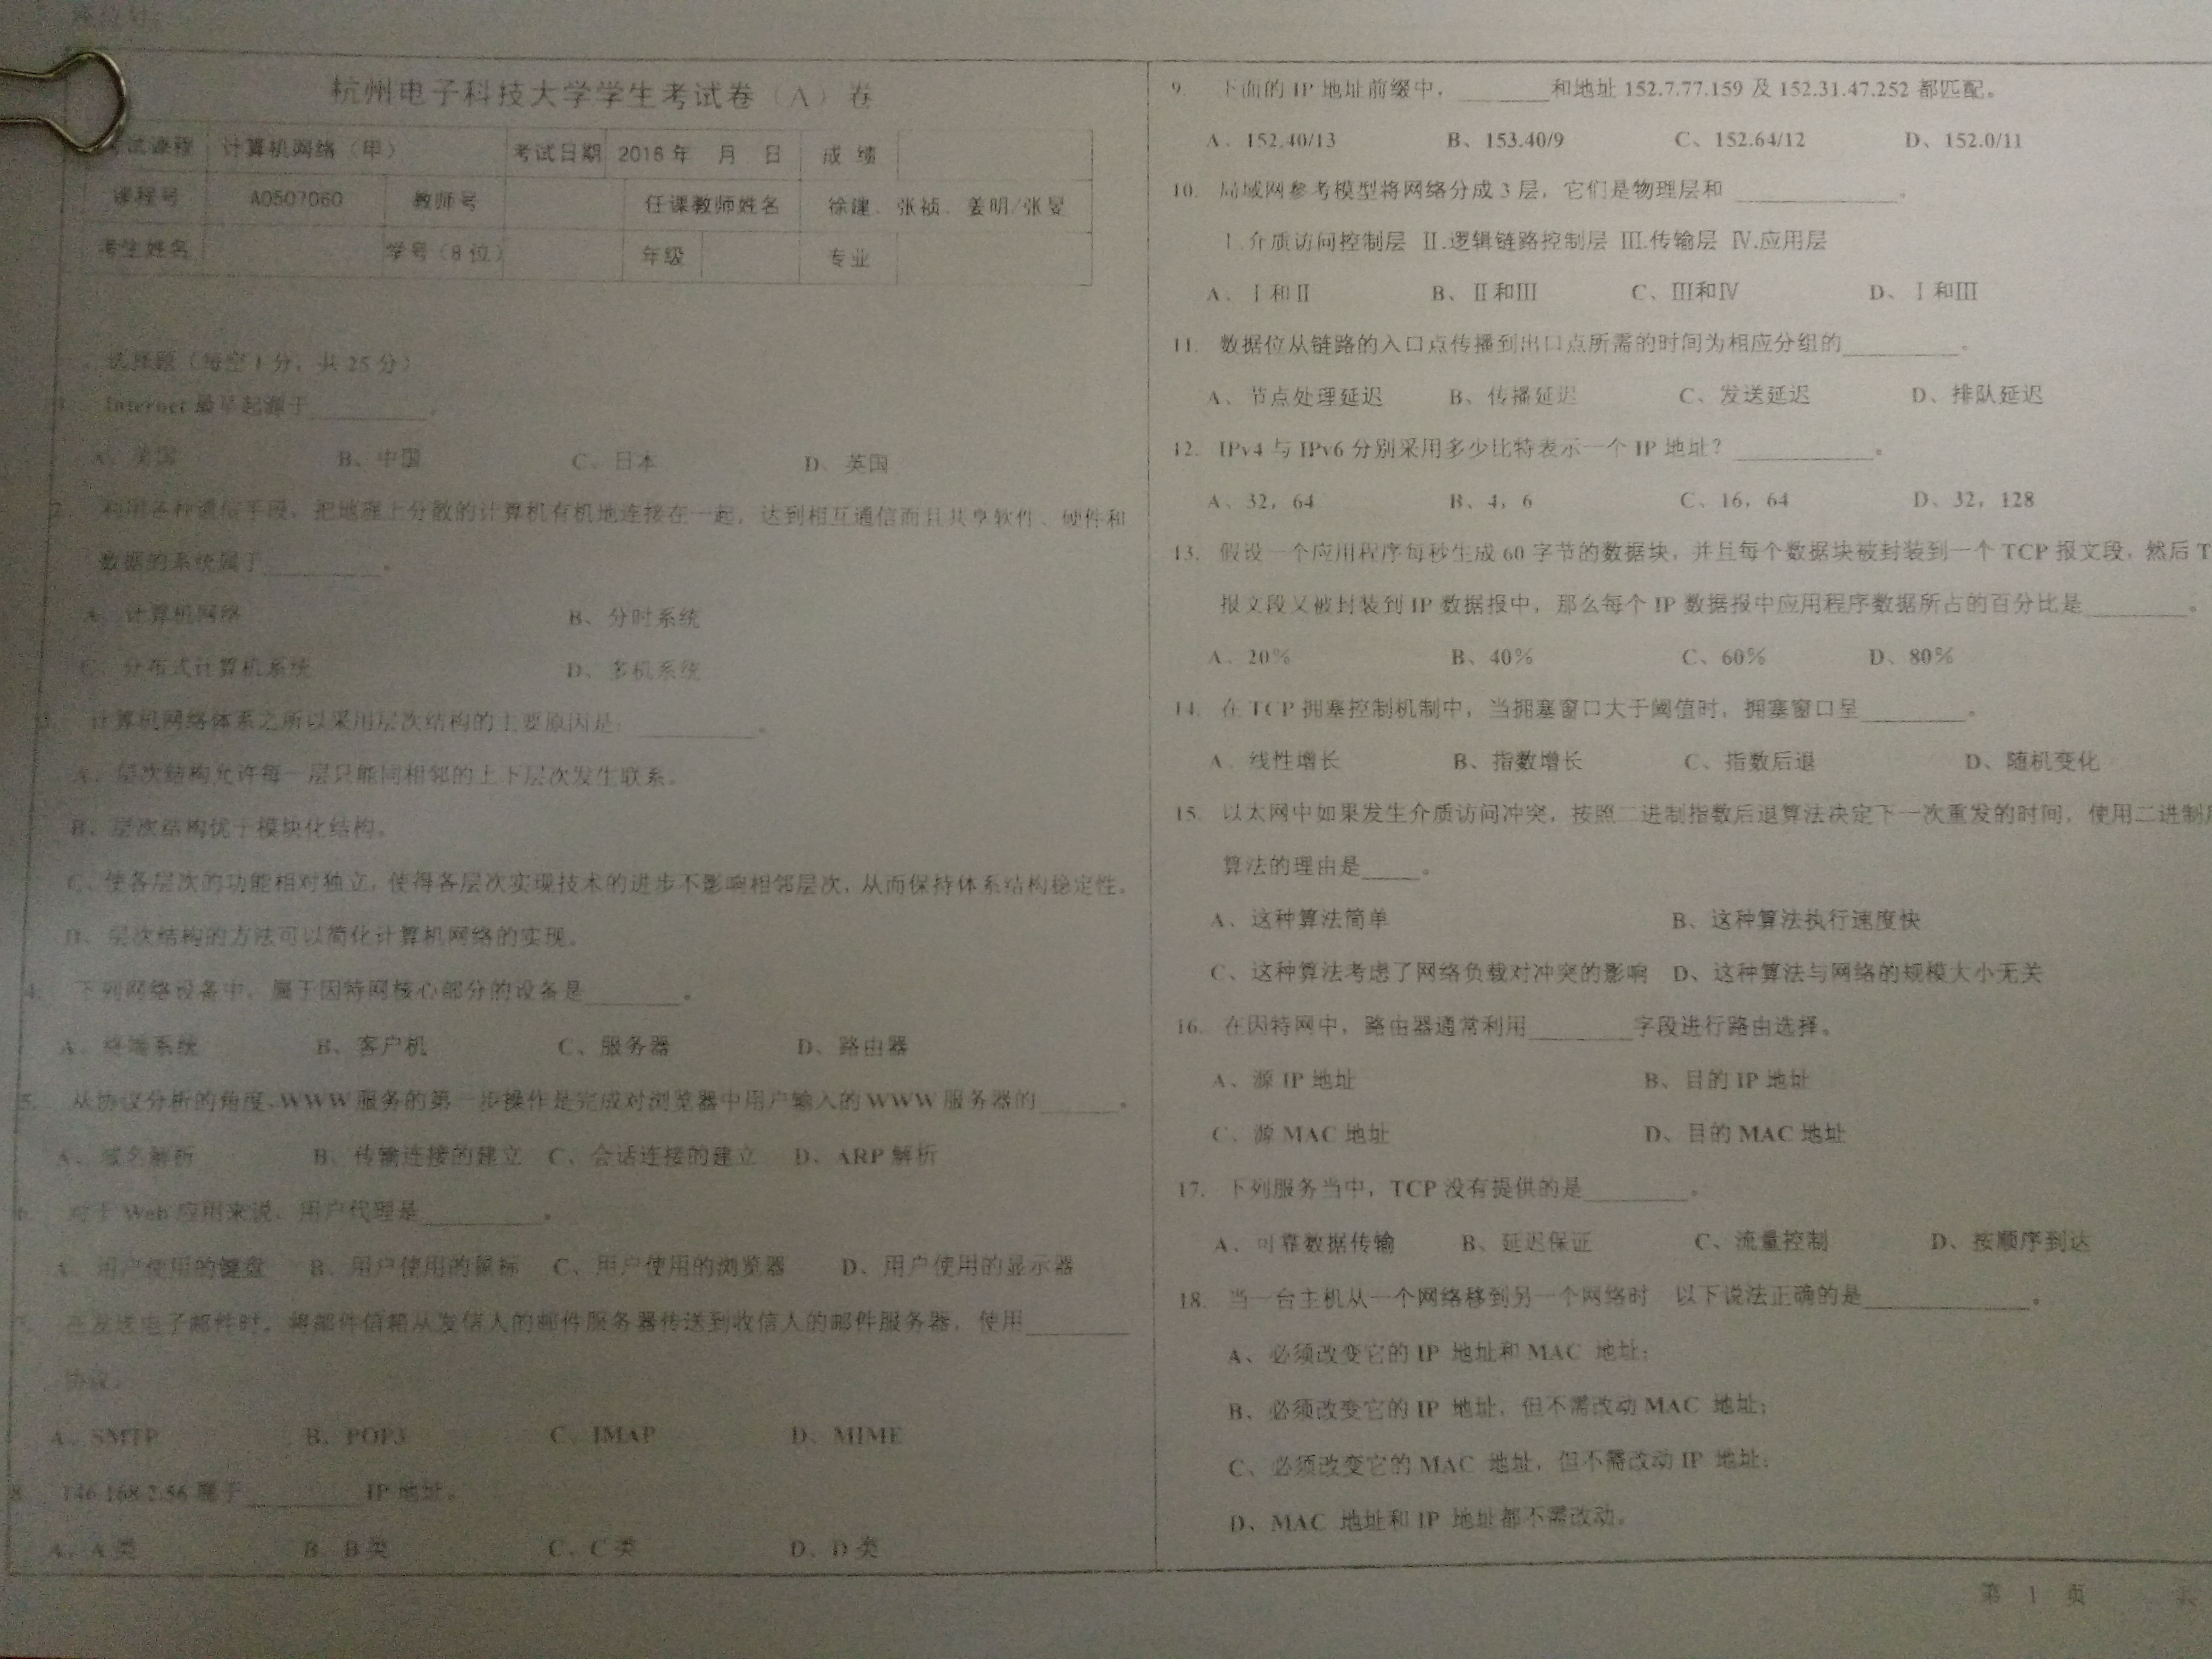 杭州电子科技大学学生考试卷（A）卷
考试课程 计算机网络（甲） 考试日期 2016年 月 日 成 绩
课程号 A0507060 教师号 任课教师姓名 徐建、张祯、姜明/张旻
考生姓名 学号（8位） 年级 专业
选择题（每空1分，共25分）
1. Internet 最早起源于________.
A、美国 B、中国 C、日本 D、英国
2. 利用各种通信手段，把地理上分散的计算机有机地连接在一起，达到相互通信而且共享软件、硬件和
数据的系统属于________。
A、计算机网络 B、分时系统
C、分布式计算机系统 D、多机系统
3. 计算机网络体系之所以采用层次结构的主要原因是: ________。
A、层次结构允许每一层只能同相邻的上下层次发生联系。
B、层次结构优于模块化结构。
C、使各层次的功能相对独立，使得各层次实现技术的进步不影响相邻层次，从而保持体系结构稳定性。
D、层次结构的方法可以简化计算机网络的实现。
4. 下列网络设备中，属于因特网核心部分的设备是_______。
A、终端系统 B、客户机 C、服务器 D、路由器
5. 从协议分析的角度，WWW 服务的第一步操作是完成对浏览器中用户输入的 WWW 服务器的______。
A、域名解析 B、传输连接的建立 C、会话连接的建立 D、ARP 解析
6. 对于 Web 应用来说，用户代理是________。
A、用户使用的键盘 B、用户使用的鼠标 C、用户使用的浏览器 D、用户使用的显示器
7. 在发送电子邮件时，将邮件信箱从发信人的邮件服务器传送到收信人的邮件服务器，使用_______
协议。
A、SMTP B、POP3 C、IMAP D、MIME
8. 146.168.2.56 属于________IP 地址。
A、A 类 B、B 类 C、C 类 D、D 类
9. 下面的 IP 地址前缀中，_______和地址 152.7.77.159 及 152.31.47.252 都匹配。
A、152.40/13 B、153.40/9 C、152.64/12 D、152.0/11
10. 局域网参考模型将网络分成 3 层，它们是物理层和 ____________。
Ⅰ.介质访问控制层 Ⅱ.逻辑链路控制层 Ⅲ.传输层 Ⅳ.应用层
A、Ⅰ和Ⅱ B、Ⅱ和Ⅲ C、Ⅲ和Ⅳ D、Ⅰ和Ⅲ
11. 数据位从链路的入口点传播到出口点所需的时间为相应分组的_________。
A、节点处理延迟 B、传播延迟 C、发送延迟 D、排队延迟
12. IPv4 与 IPv6 分别采用多少比特表示一个 IP 地址？__________。
A、32，64 B、4，6 C、16，64 D、32，128
13. 假设一个应用程序每秒生成 60 字节的数据块，并且每个数据块被封装到一个 TCP 报文段，然后 T
报文段又被封装到 IP 数据报中，那么每个 IP 数据报中应用程序数据所占的百分比是________。
A、20% B、40% C、60% D、80%
14. 在 TCP 拥塞控制机制中，当拥塞窗口大于阈值时，拥塞窗口呈________。
A、线性增长 B、指数增长 C、指数后退 D、随机变化
15. 以太网中如果发生介质访问冲突，按照二进制指数后退算法决定下一次重发的时间，使用二进制
算法的理由是____。
A、这种算法简单 B、这种算法执行速度快
C、这种算法考虑了网络负载对冲突的影响 D、这种算法与网络的规模大小无关
16. 在因特网中，路由器通常利用________字段进行路由选择。
A、源 IP 地址 B、目的 IP 地址
C、源 MAC 地址 D、目的 MAC 地址
17. 下列服务当中，TCP 没有提供的是________。
A、可靠数据传输 B、延迟保证 C、流量控制 D、按顺序到达
18. 当一台主机从一个网络移到另一个网络时 以下说法正确的是____________。
A、必须改变它的 IP 地址和 MAC 地址；
B、必须改变它的 IP 地址，但不需改动 MAC 地址；
C、必须改变它的 MAC 地址，但不需改动 IP 地址；
D、MAC 地址和 IP 地址都不需改动。
第 1 页 共